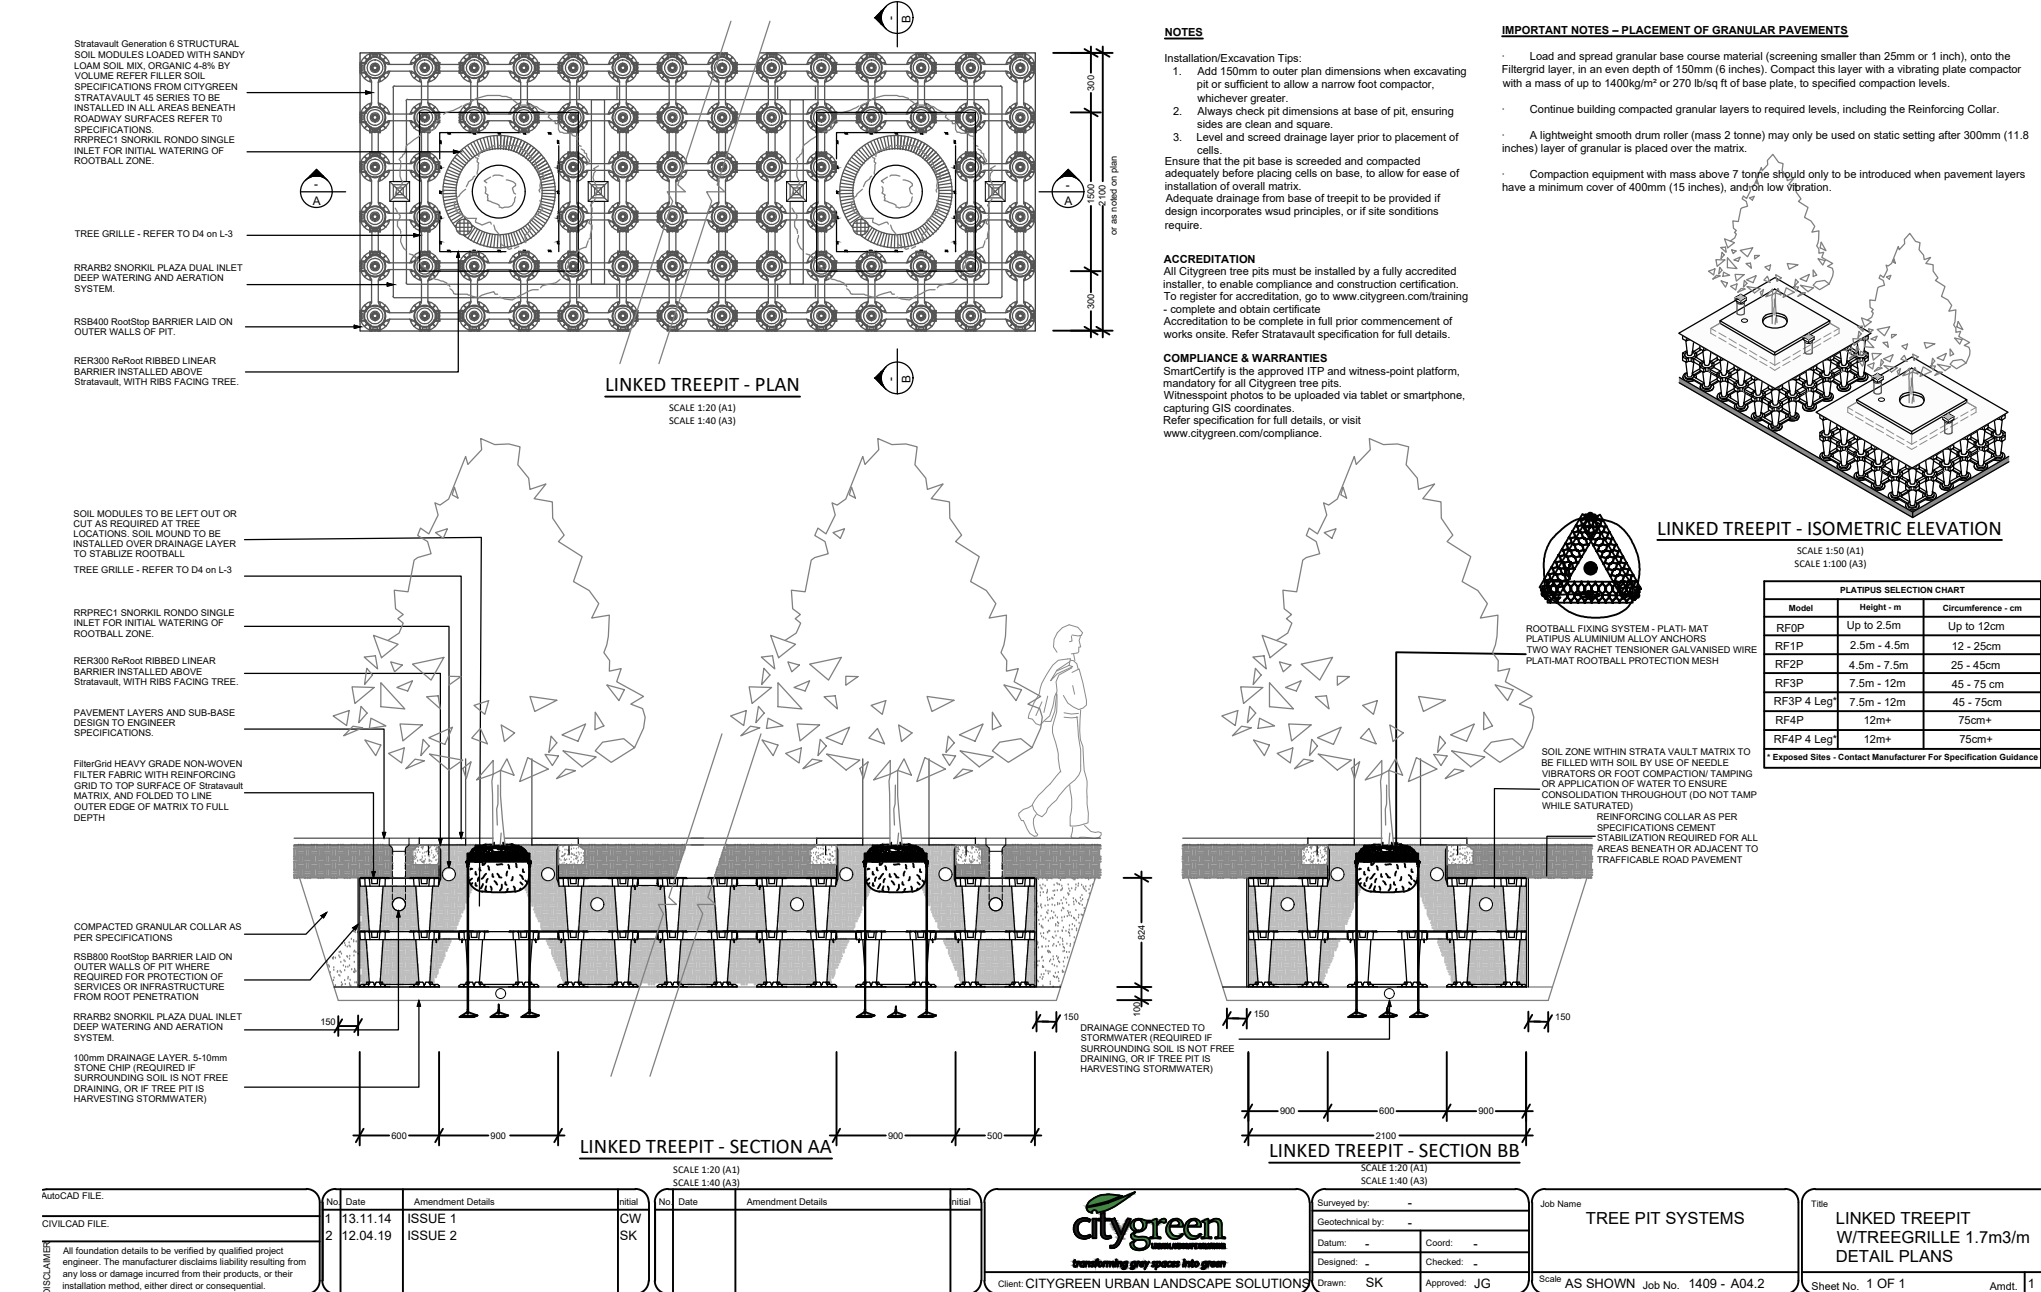 Stratavault Generation 6 STRUCTURAL
SOIL MODULES LOADED WITH SANDY
LOAM SOIL MIX, ORGANIC 4-8% BY
VOLUME REFER FILLER SOIL
SPECIFICATIONS FROM CITYGREEN
STRATAVAULT 45 SERIES TO BE
INSTALLED IN ALL AREAS BENEATH
ROADWAY SURFACES REFER T0
SPECIFICATIONS.
RRPREC1 SNORKIL RONDO SINGLE
INLET FOR INITIAL WATERING OF
ROOTBALL ZONE.
TREE GRILLE - REFER TO D4 on L-3
RRARB2 SNORKIL PLAZA DUAL INLET
DEEP WATERING AND AERATION
SYSTEM.
RSB400 RootStop BARRIER LAID ON
OUTER WALLS OF PIT.
RER300 ReRoot RIBBED LINEAR
BARRIER INSTALLED ABOVE
Stratavault, WITH RIBS FACING TREE.
-
A
-
A
-
B
-
B
300
1500
300
2100
or as noted on plan
LINKED TREEPIT - PLAN
SCALE 1:20 (A1)
SCALE 1:40 (A3)
NOTES
Installation/Excavation Tips:
1. Add 150mm to outer plan dimensions when excavating
pit or sufficient to allow a narrow foot compactor,
whichever greater.
2. Always check pit dimensions at base of pit, ensuring
sides are clean and square.
3. Level and screed drainage layer prior to placement of
cells.
Ensure that the pit base is screeded and compacted
adequately before placing cells on base, to allow for ease of
installation of overall matrix.
Adequate drainage from base of treepit to be provided if
design incorporates wsud principles, or if site sonditions
require.
ACCREDITATION
All Citygreen tree pits must be installed by a fully accredited
installer, to enable compliance and construction certification.
To register for accreditation, go to www.citygreen.com/training
- complete and obtain certificate
Accreditation to be complete in full prior commencement of
works onsite. Refer Stratavault specification for full details.
COMPLIANCE & WARRANTIES
SmartCertify is the approved ITP and witness-point platform,
mandatory for all Citygreen tree pits.
Witnesspoint photos to be uploaded via tablet or smartphone,
capturing GIS coordinates.
Refer specification for full details, or visit
www.citygreen.com/compliance.
IMPORTANT NOTES – PLACEMENT OF GRANULAR PAVEMENTS
· Load and spread granular base course material (screening smaller than 25mm or 1 inch), onto the
Filtergrid layer, in an even depth of 150mm (6 inches). Compact this layer with a vibrating plate compactor
with a mass of up to 1400kg/m² or 270 lb/sq ft of base plate, to specified compaction levels.
· Continue building compacted granular layers to required levels, including the Reinforcing Collar.
· A lightweight smooth drum roller (mass 2 tonne) may only be used on static setting after 300mm (11.8
inches) layer of granular is placed over the matrix.
· Compaction equipment with mass above 7 tonne should only to be introduced when pavement layers
have a minimum cover of 400mm (15 inches), and on low vibration.
LINKED TREEPIT - ISOMETRIC ELEVATION
SCALE 1:50 (A1)
SCALE 1:100 (A3)
SOIL MODULES TO BE LEFT OUT OR
CUT AS REQUIRED AT TREE
LOCATIONS. SOIL MOUND TO BE
INSTALLED OVER DRAINAGE LAYER
TO STABLIZE ROOTBALL
TREE GRILLE - REFER TO D4 on L-3
RRPREC1 SNORKIL RONDO SINGLE
INLET FOR INITIAL WATERING OF
ROOTBALL ZONE.
RER300 ReRoot RIBBED LINEAR
BARRIER INSTALLED ABOVE
Stratavault, WITH RIBS FACING TREE.
PAVEMENT LAYERS AND SUB-BASE
DESIGN TO ENGINEER
SPECIFICATIONS.
FilterGrid HEAVY GRADE NON-WOVEN
FILTER FABRIC WITH REINFORCING
GRID TO TOP SURFACE OF Stratavault
MATRIX, AND FOLDED TO LINE
OUTER EDGE OF MATRIX TO FULL
DEPTH
COMPACTED GRANULAR COLLAR AS
PER SPECIFICATIONS
RSB800 RootStop BARRIER LAID ON
OUTER WALLS OF PIT WHERE
REQUIRED FOR PROTECTION OF
SERVICES OR INFRASTRUCTURE
FROM ROOT PENETRATION
RRARB2 SNORKIL PLAZA DUAL INLET
DEEP WATERING AND AERATION
SYSTEM.
100mm DRAINAGE LAYER. 5-10mm
STONE CHIP (REQUIRED IF
SURROUNDING SOIL IS NOT FREE
DRAINING, OR IF TREE PIT IS
HARVESTING STORMWATER)
150
150
824
100
600
900
900
500
LINKED TREEPIT - SECTION AA
SCALE 1:20 (A1)
SCALE 1:40 (A3)
ROOTBALL FIXING SYSTEM - PLATI- MAT
PLATIPUS ALUMINIUM ALLOY ANCHORS
TWO WAY RACHET TENSIONER GALVANISED WIRE
PLATI-MAT ROOTBALL PROTECTION MESH
PLATIPUS SELECTION CHART
Model Height - m Circumference - cm
RF0P Up to 2.5m Up to 12cm
RF1P 2.5m - 4.5m 12 - 25cm
RF2P 4.5m - 7.5m 25 - 45cm
RF3P 7.5m - 12m 45 - 75 cm
RF3P 4 Leg* 7.5m - 12m 45 - 75cm
RF4P 12m+ 75cm+
RF4P 4 Leg* 12m+ 75cm+
* Exposed Sites - Contact Manufacturer For Specification Guidance
SOIL ZONE WITHIN STRATA VAULT MATRIX TO
BE FILLED WITH SOIL BY USE OF NEEDLE
VIBRATORS OR FOOT COMPACTION/ TAMPING
OR APPLICATION OF WATER TO ENSURE
CONSOLIDATION THROUGHOUT (DO NOT TAMP
WHILE SATURATED)
REINFORCING COLLAR AS PER
SPECIFICATIONS CEMENT
STABILIZATION REQUIRED FOR ALL
AREAS BENEATH OR ADJACENT TO
TRAFFICABLE ROAD PAVEMENT
DRAINAGE CONNECTED TO
STORMWATER (REQUIRED IF
SURROUNDING SOIL IS NOT FREE
DRAINING, OR IF TREE PIT IS
HARVESTING STORMWATER)
150
150
900
600
900
2100
LINKED TREEPIT - SECTION BB
SCALE 1:20 (A1)
SCALE 1:40 (A3)
AutoCAD FILE.
CIVILCAD FILE.
DISCLAIMER
All foundation details to be verified by qualified project
engineer. The manufacturer disclaims liability resulting from
any loss or damage incurred from their products, or their
installation method, either direct or consequential.
No. Date Amendment Details Initial
1 13.11.14 ISSUE 1 CW
2 12.04.19 ISSUE 2 SK
No. Date Amendment Details Initial
citygreen
transforming grey spaces into green
Client: CITYGREEN URBAN LANDSCAPE SOLUTIONS
Surveyed by: -
Geotechnical by: -
Datum: - Coord: -
Designed: - Checked: -
Drawn: SK Approved: JG
Job Name
TREE PIT SYSTEMS
Scale AS SHOWN Job No. 1409 - A04.2
Title
LINKED TREEPIT
W/TREEGRILLE 1.7m3/m
DETAIL PLANS
Sheet No. 1 OF 1 Amdt. 1